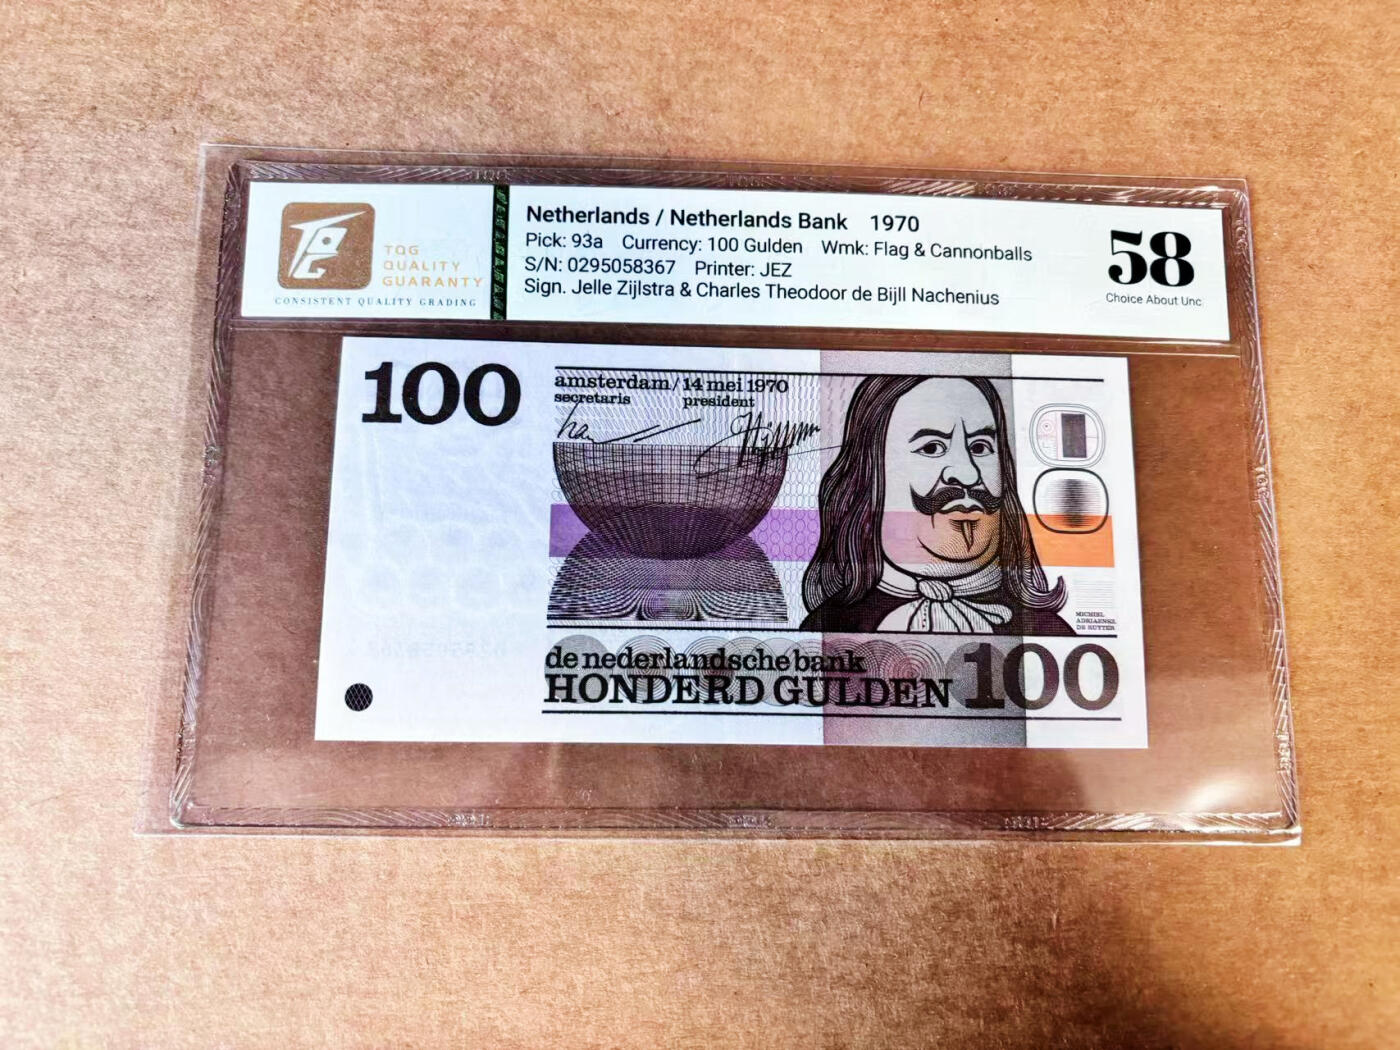 TQG
QUALITY
GUARANTY
CONSISTENT QUALITY GRADING
Netherlands / Netherlands Bank 1970
Pick: 93a Currency: 100 Gulden Wmk: Flag & Cannonballs
S/N: 0295058367 Printer: JEZ
Sign. Jelle Zijlstra & Charles Theodoor de Bijll Nachenius
58
Choice About Unc
100
amsterdam/14 mei 1970
secretaris president
MICHIEL
ADRIAENSZ.
DE RUYTER
de nederlandsche bank
HONDERD GULDEN 100